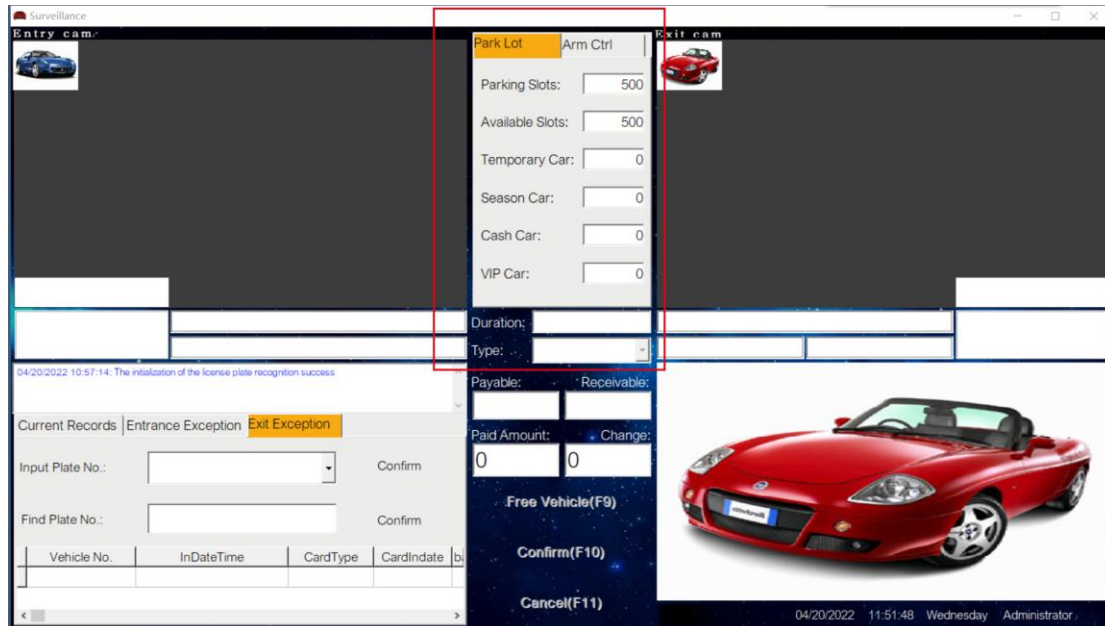 Surveillance
Entry cam
Exit cam
Park Lot
Arm Ctrl
Parking Slots: 500
Available Slots: 500
Temporary Car: 0
Season Car: 0
Cash Car: 0
VIP Car: 0
Duration:
Type:
04/20/2022 10:57:14: The initialization of the license plate recognition success
Current Records
Entrance Exception
Exit Exception
Input Plate No.:
Confirm
Find Plate No.:
Confirm
Vehicle No. InDateTime CardType CardIndate
Payable: Receivable:
Paid Amount: Change:
0 0
Free Vehicle(F9)
Confirm(F10)
Cancel(F11)
04/20/2022 11:51:48 Wednesday Administrator